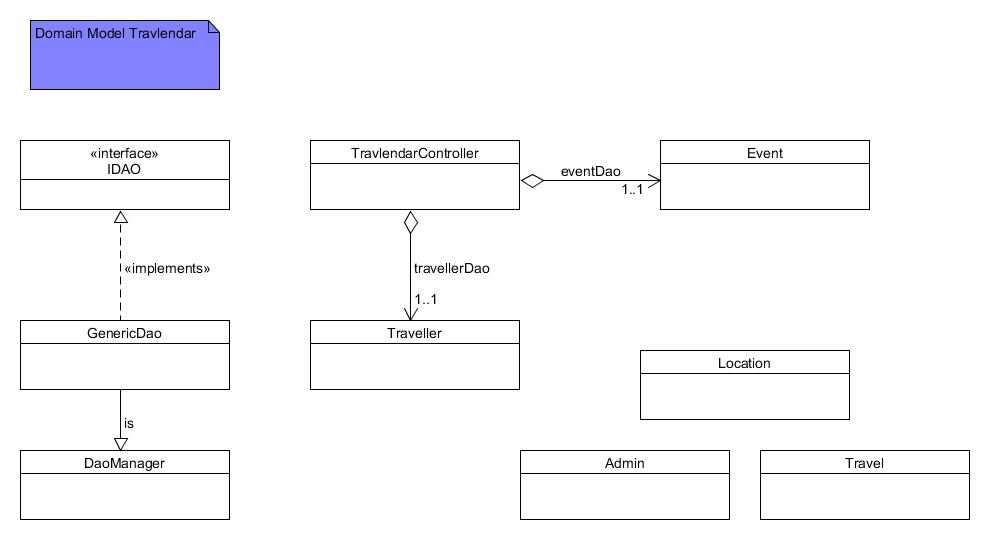 Domain Model Travlendar
«interface»
IDAO
TravlendarController
Event
eventDao
1..1
«implements»
travellerDao
1..1
GenericDao
Traveller
Location
is
DaoManager
Admin
Travel